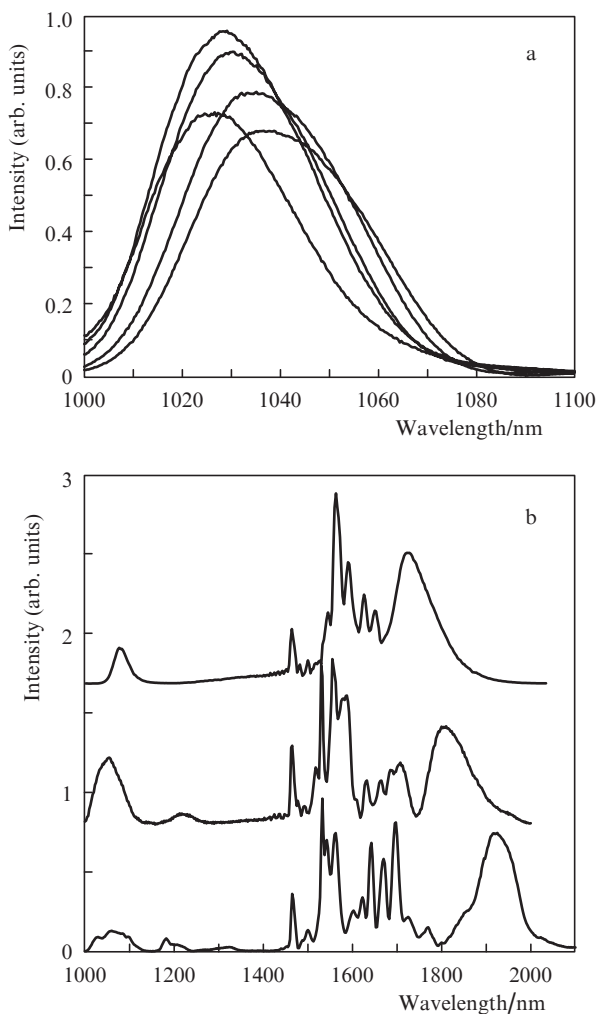 a
Intensity (arb. units)
1.0
0.8
0.6
0.4
0.2
0
1000 1020 1040 1060 1080 1100
Wavelength/nm
b
Intensity (arb. units)
3
2
1
0
1000 1200 1400 1600 1800 2000
Wavelength/nm